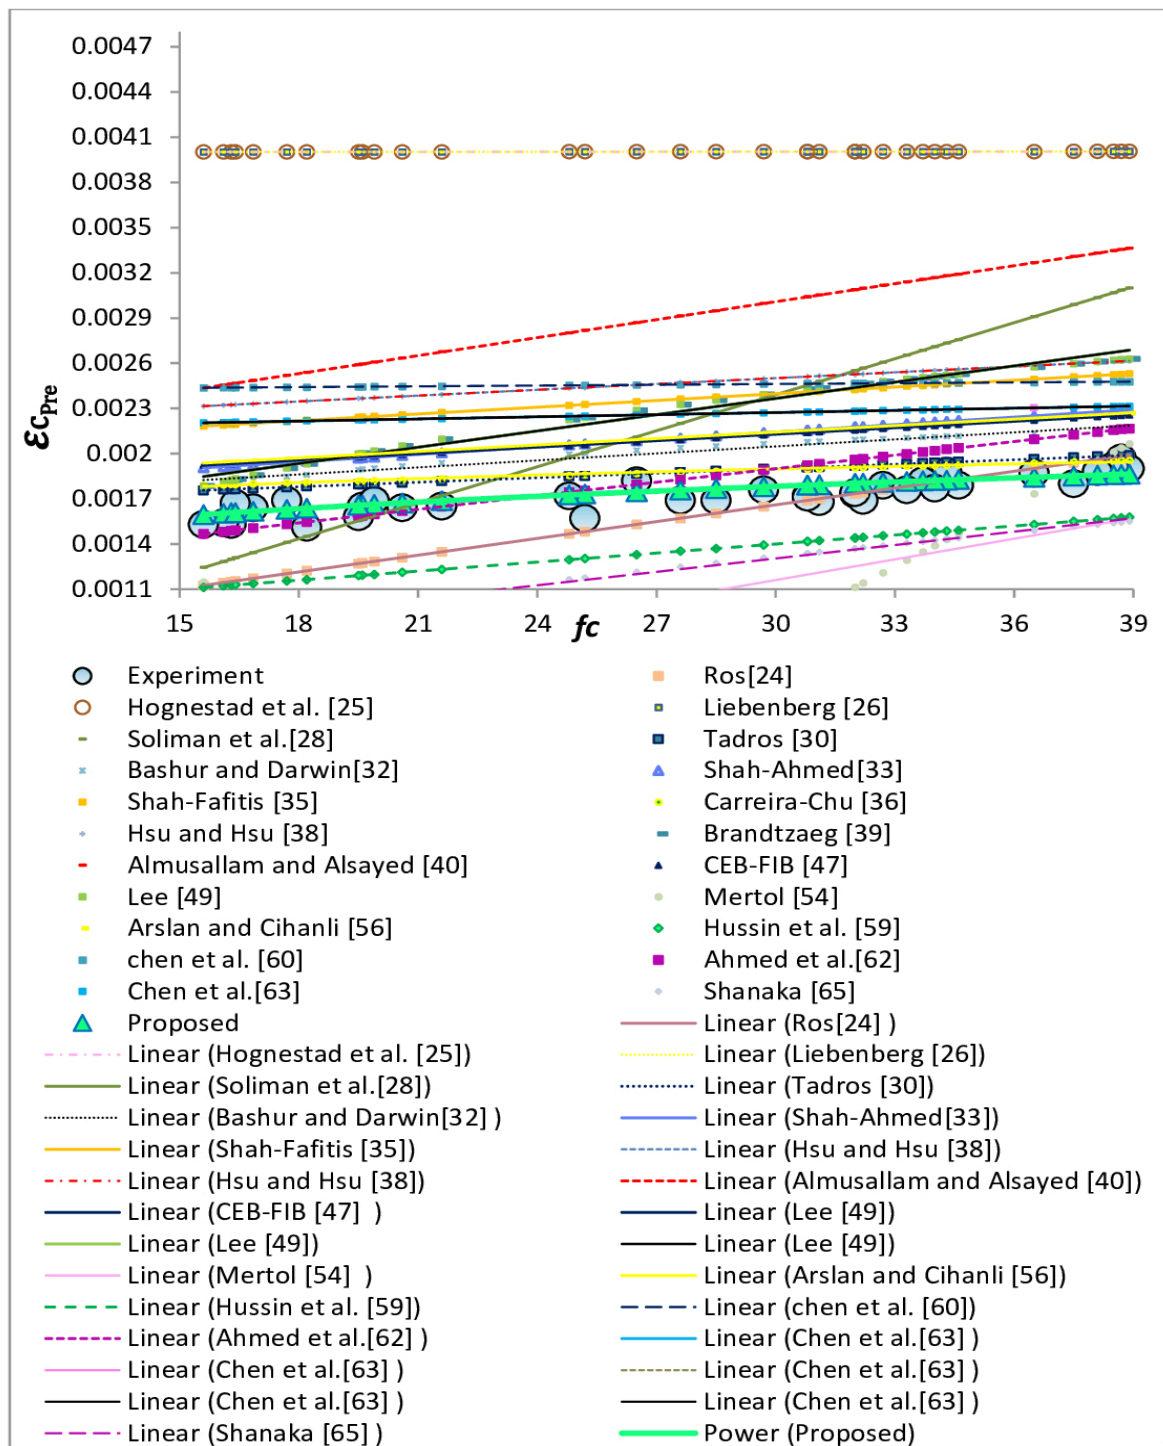 0.0047
0.0044
0.0041
0.0038
0.0035
0.0032
0.0029
0.0026
0.0023
0.002
0.0017
0.0014
0.0011
εc Pre
15 18 21 24 27 30 33 36 39
fc
Experiment Ros[24]
Hognestad et al. [25] Liebenberg [26]
Soliman et al.[28] Tadros [30]
Bashur and Darwin[32] Shah-Ahmed[33]
Shah-Fafitis [35] Carreira-Chu [36]
Hsu and Hsu [38] Brandtzaeg [39]
Almusallam and Alsayed [40] CEB-FIB [47]
Lee [49] Mertol [54]
Arslan and Cihanli [56] Hussin et al. [59]
chen et al. [60] Ahmed et al.[62]
Chen et al.[63] Shanaka [65]
Proposed Linear (Ros[24] )
Linear (Hognestad et al. [25]) Linear (Liebenberg [26])
Linear (Soliman et al.[28]) Linear (Tadros [30])
Linear (Bashur and Darwin[32] ) Linear (Shah-Ahmed[33])
Linear (Shah-Fafitis [35]) Linear (Hsu and Hsu [38])
Linear (Hsu and Hsu [38]) Linear (Almusallam and Alsayed [40])
Linear (CEB-FIB [47] ) Linear (Lee [49])
Linear (Lee [49]) Linear (Lee [49])
Linear (Mertol [54] ) Linear (Arslan and Cihanli [56])
Linear (Hussin et al. [59]) Linear (chen et al. [60])
Linear (Ahmed et al.[62] ) Linear (Chen et al.[63] )
Linear (Chen et al.[63] ) Linear (Chen et al.[63] )
Linear (Chen et al.[63] ) Linear (Chen et al.[63] )
Linear (Shanaka [65] ) Power (Proposed)